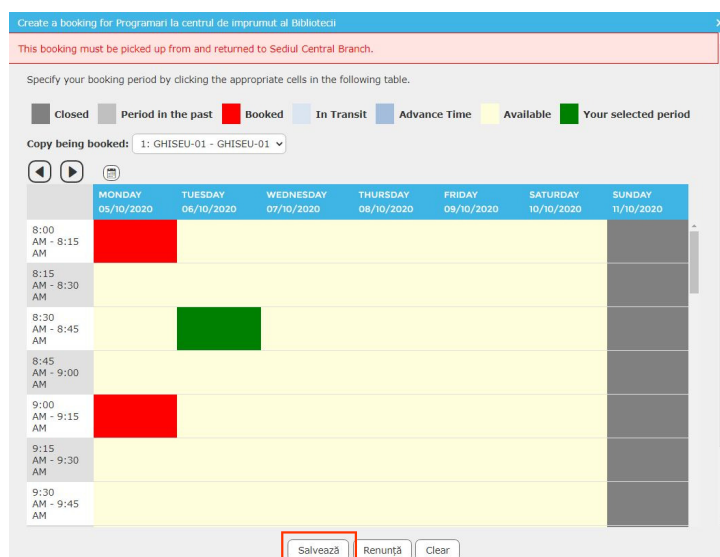 Create a booking for Programari la centrul de imprumut al Bibliotecii
This booking must be picked up from and returned to Sediul Central Branch.
Specify your booking period by clicking the appropriate cells in the following table.
Closed Period in the past Booked In Transit Advance Time Available Your selected period
Copy being booked: 1: GHISEU-01 - GHISEU-01
MONDAY TUESDAY WEDNESDAY THURSDAY FRIDAY SATURDAY SUNDAY
05/10/2020 06/10/2020 07/10/2020 08/10/2020 09/10/2020 10/10/2020 11/10/2020
8:00
AM - 8:15
AM
8:15
AM - 8:30
AM
8:30
AM - 8:45
AM
8:45
AM - 9:00
AM
9:00
AM - 9:15
AM
9:15
AM - 9:30
AM
9:30
AM - 9:45
AM
Salvează Renunță Clear